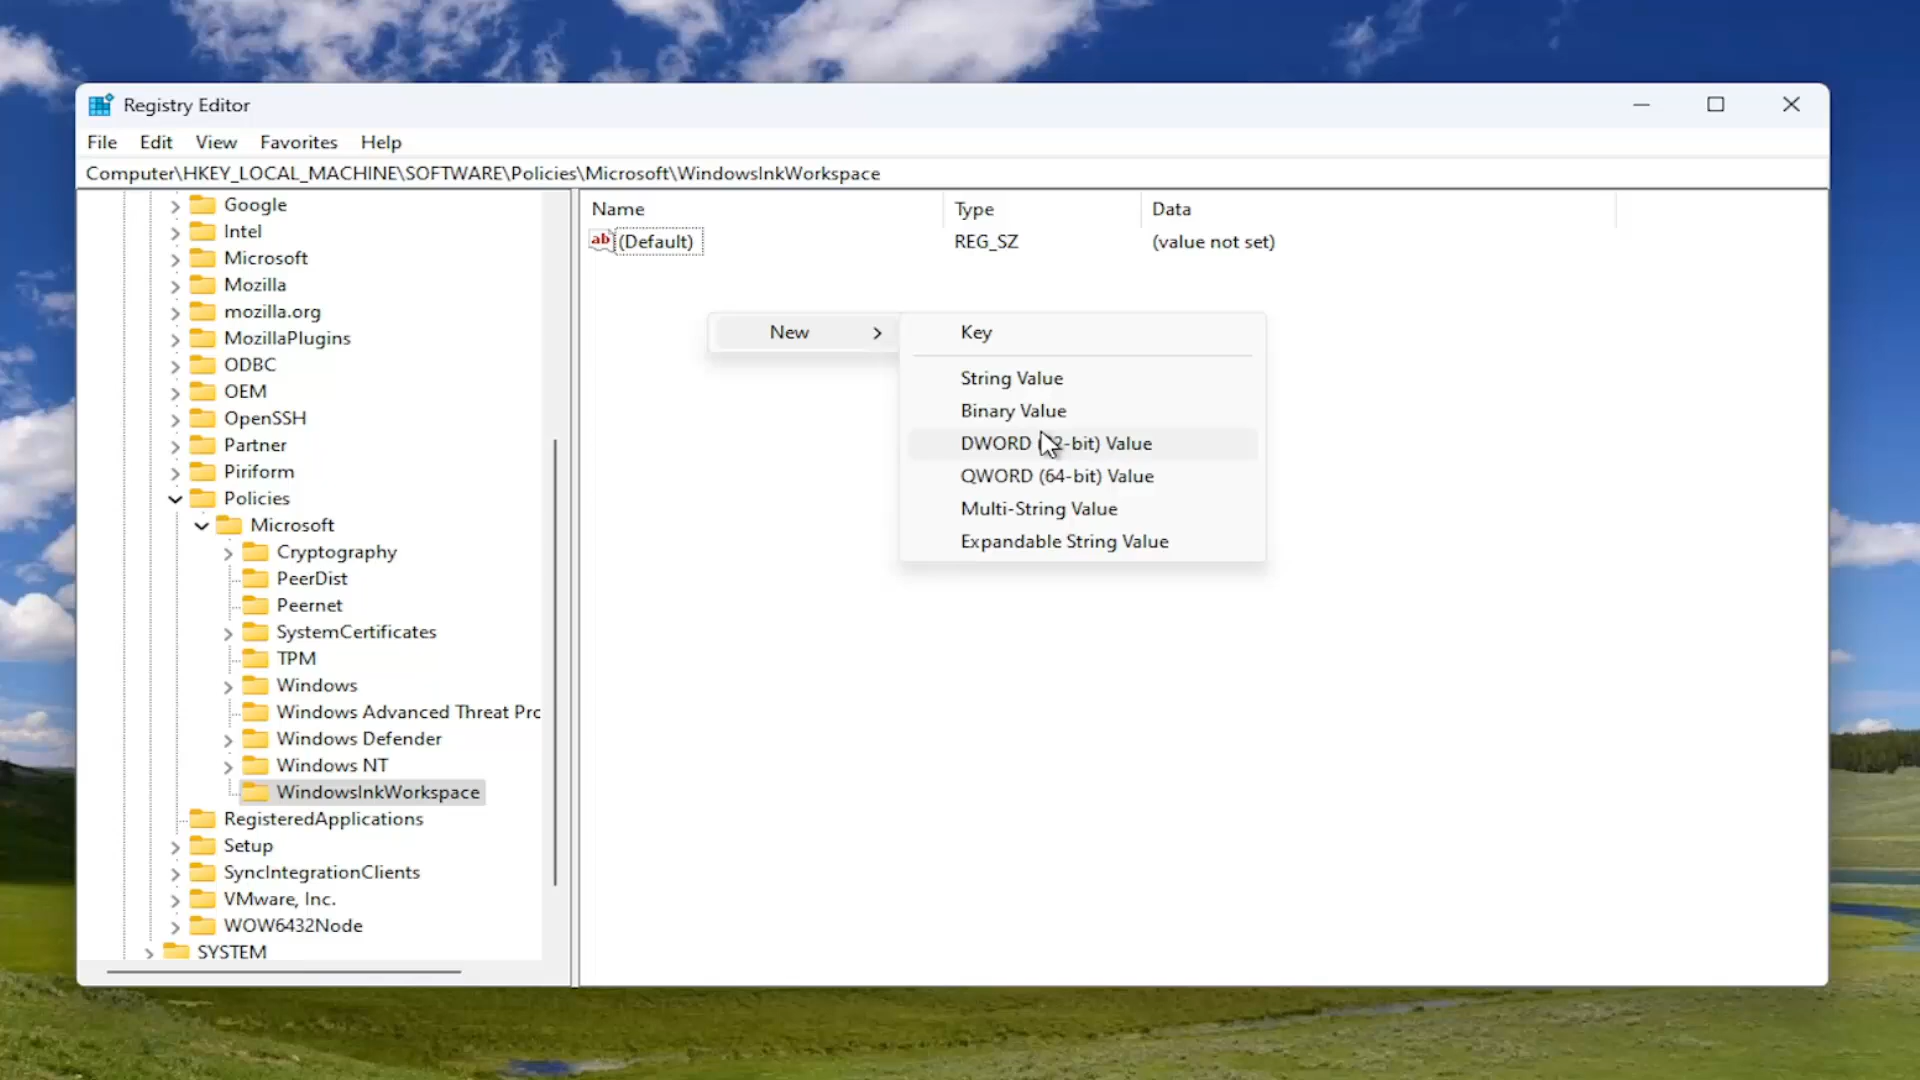 Registry Editor
File Edit View Favorites Help
Computer\HKEY_LOCAL_MACHINE\SOFTWARE\Policies\Microsoft\WindowsInkWorkspace
Google
Intel
Microsoft
Mozilla
mozilla.org
MozillaPlugins
ODBC
OEM
OpenSSH
Partner
Piriform
Policies
Microsoft
Cryptography
PeerDist
Peernet
SystemCertificates
TPM
Windows
Windows Advanced Threat Pro
Windows Defender
Windows NT
WindowsInkWorkspace
RegisteredApplications
Setup
SyncIntegrationClients
VMware, Inc.
WOW6432Node
SYSTEM
Name Type Data
ab (Default) REG_SZ (value not set)
New
Key
String Value
Binary Value
DWORD (32-bit) Value
QWORD (64-bit) Value
Multi-String Value
Expandable String Value